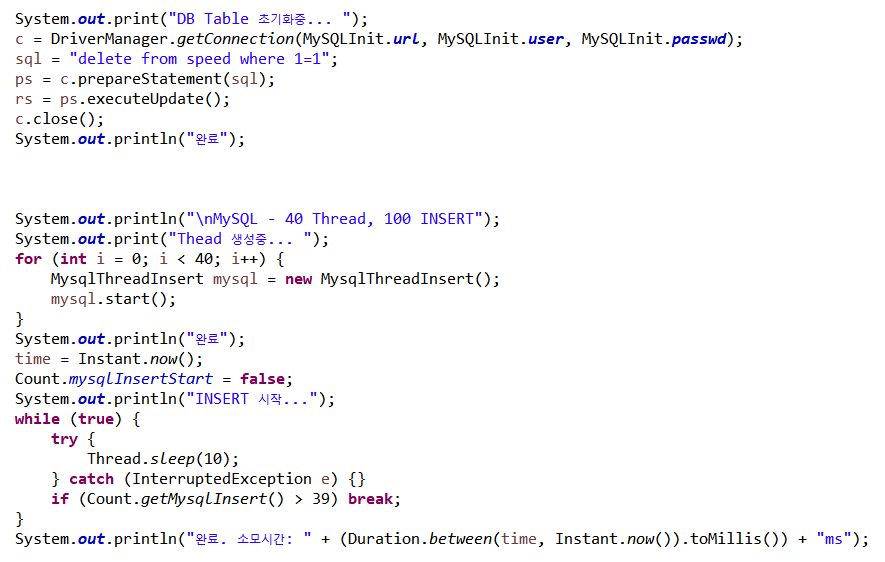 System.out.print("DB Table 초기화중... ");
c = DriverManager.getConnection(MySQLInit.url, MySQLInit.user, MySQLInit.passwd);
sql = "delete from speed where 1=1";
ps = c.prepareStatement(sql);
rs = ps.executeUpdate();
c.close();
System.out.println("완료");
System.out.println("\nMySQL - 40 Thread, 100 INSERT");
System.out.print("Thead 생성중... ");
for (int i = 0; i < 40; i++) {
    MysqlThreadInsert mysql = new MysqlThreadInsert();
    mysql.start();
}
System.out.println("완료");
time = Instant.now();
Count.mysqlInsertStart = false;
System.out.println("INSERT 시작...");
while (true) {
    try {
        Thread.sleep(10);
    } catch (InterruptedException e) {}
    if (Count.getMysqlInsert() > 39) break;
}
System.out.println("완료. 소모시간: " + (Duration.between(time, Instant.now()).toMillis()) + "ms");